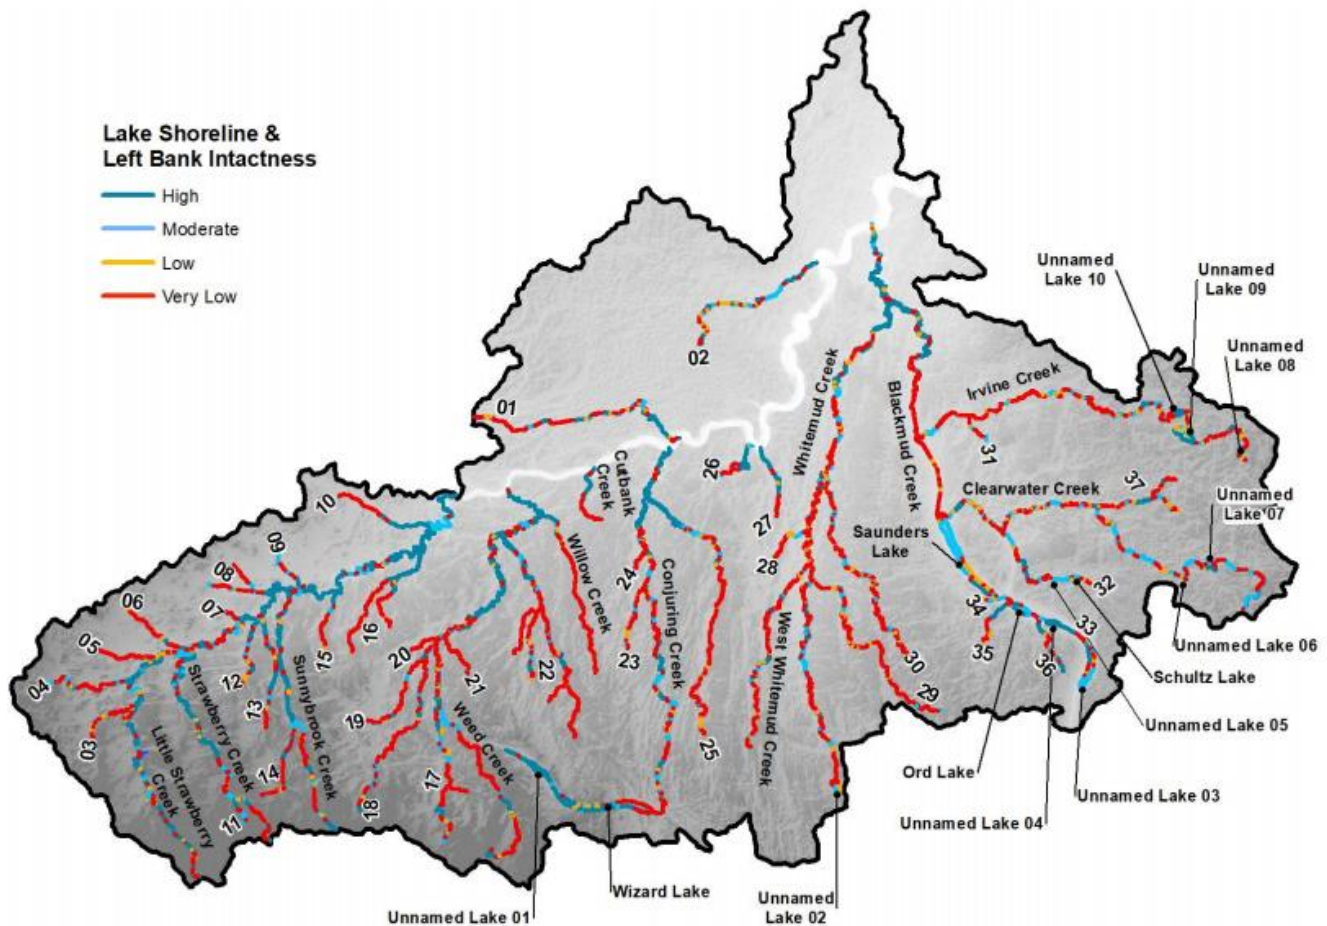 Lake Shoreline &
Left Bank Intactness
High
Moderate
Low
Very Low
Unnamed
Lake 10
Unnamed
Lake 09
Unnamed
Lake 08
02
01
Whitemud Creek
Blackmud Creek
Irvine Creek
31
Cutbank
Creek
26
27
28
Clearwater Creek
37
Unnamed
Lake 07
Saunders
Lake
10
09
08
07
06
05
04
03
Willow Creek
24
23
Conjuring Creek
25
West Whitemud Creek
30
29
34
35
36
33
32
Unnamed Lake 06
Schultz Lake
Unnamed Lake 05
Unnamed Lake 03
Ord Lake
Unnamed Lake 04
16
15
12
13
14
11
Sunnybrook Creek
Strawberry Creek
Little Strawberry
Creek
20
21
22
19
18
17
Weed Creek
Unnamed Lake 01
Wizard Lake
Unnamed
Lake 02